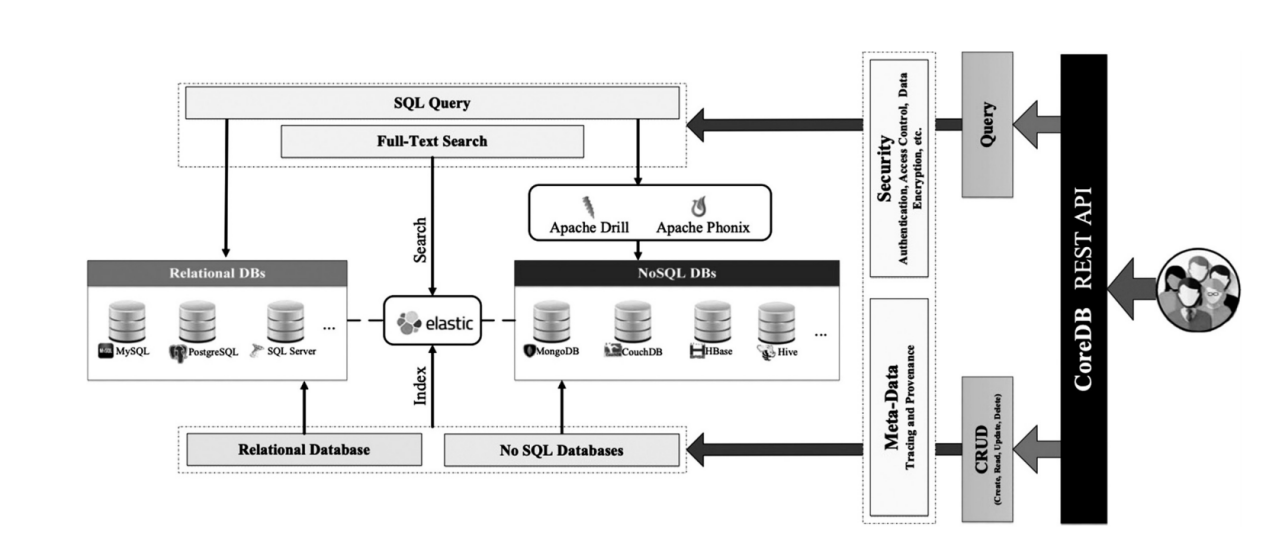 SQL Query
Full-Text Search
Search
Apache Drill
Apache Phonix
Relational DBs
MySQL
PostgreSQL
SQL Server
...
elastic
NoSQL DBs
MongoDB
CouchDB
HBase
Hive
...
Index
Relational Database
No SQL Databases
Security
Authentication, Access Control, Data
Encryption, etc.
Meta-Data
Tracing and Provenance
Query
CRUD
(Create, Read, Update, Delete)
CoreDB REST API